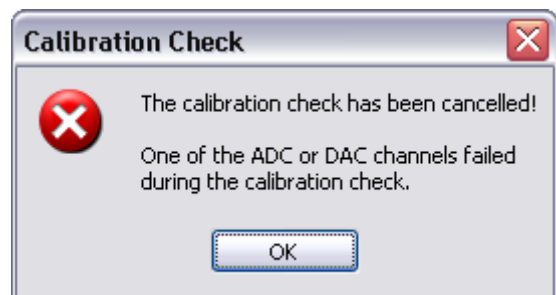 Calibration Check
The calibration check has been cancelled!
One of the ADC or DAC channels failed
during the calibration check.
OK